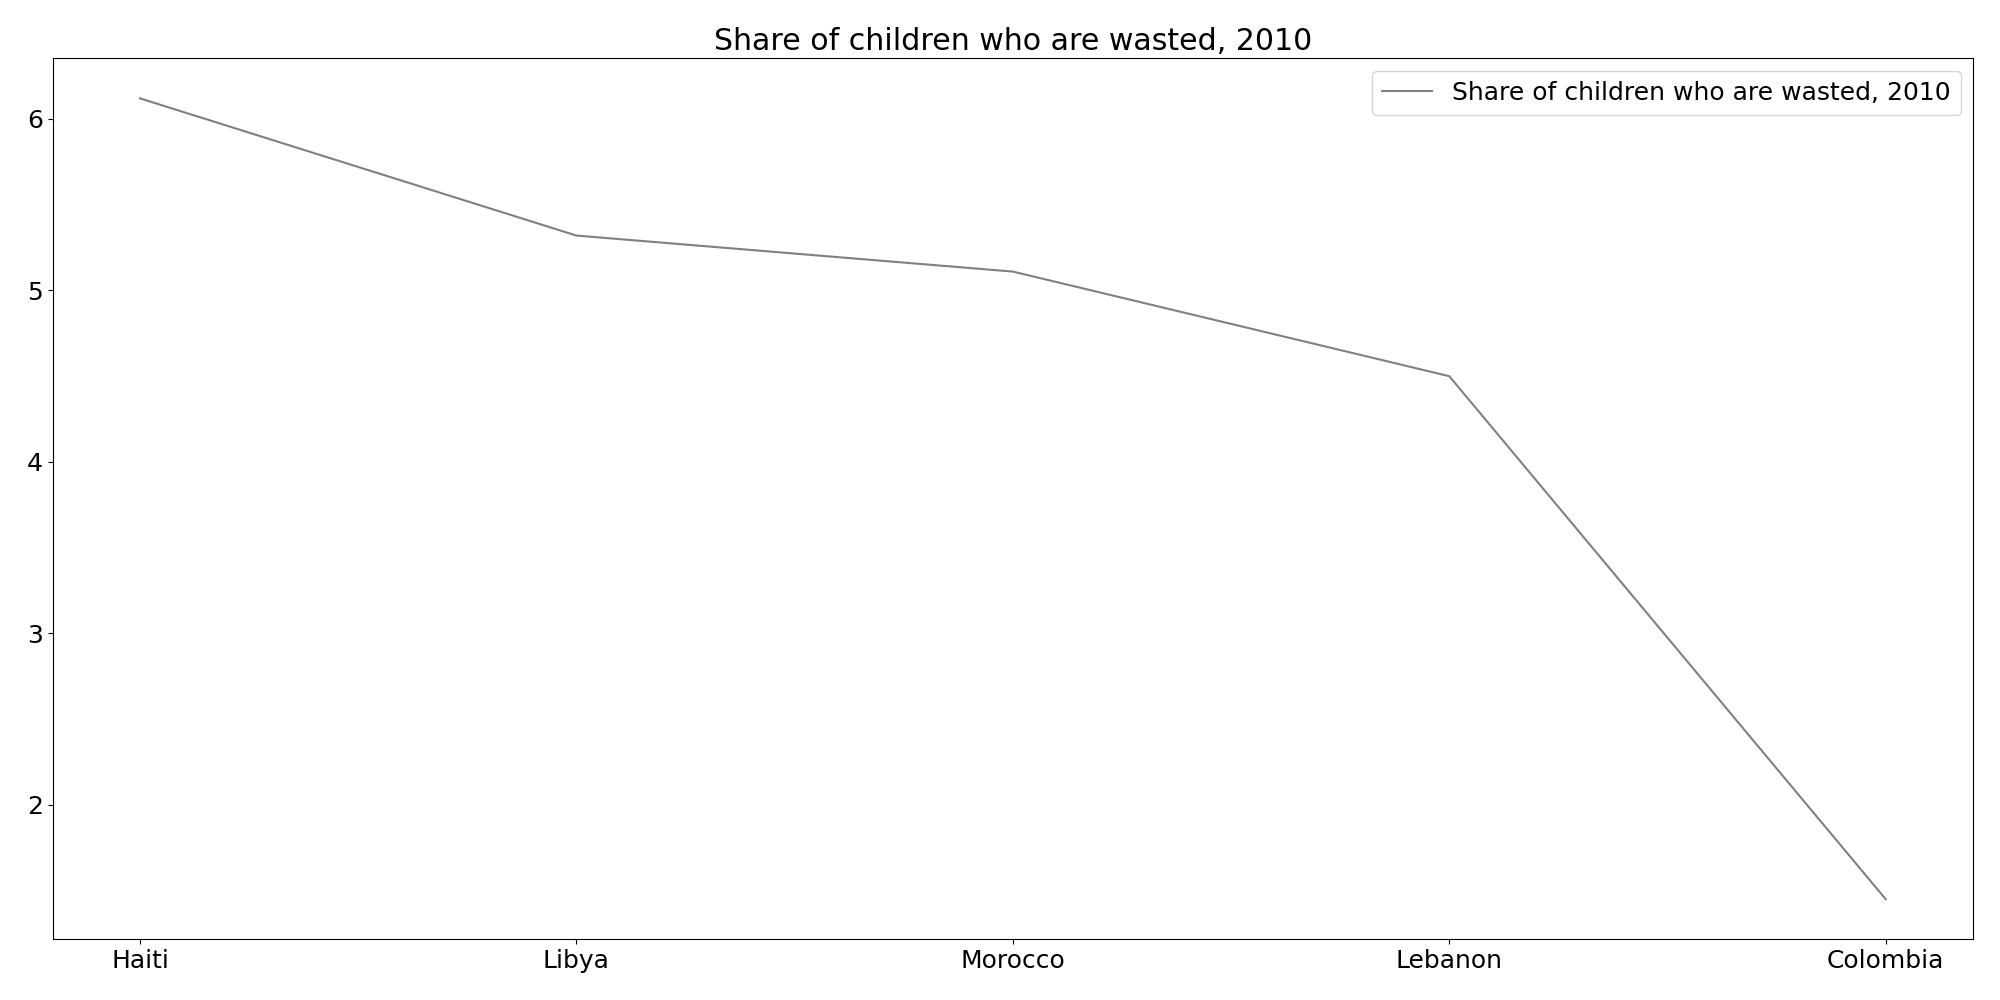 Share of children who are wasted, 2010
Share of children who are wasted, 2010
6
5
4
3
2
Haiti Libya Morocco Lebanon Colombia